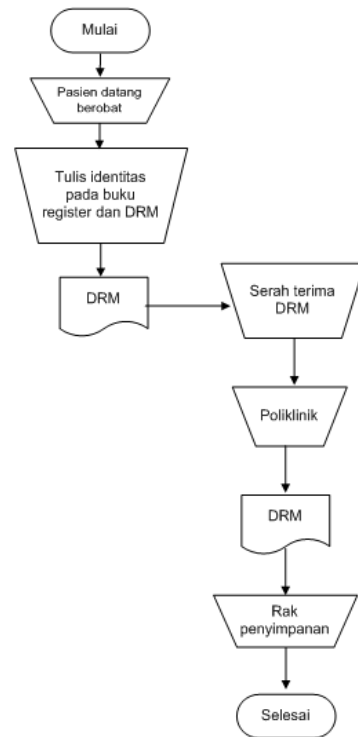 Mulai
Pasien datang
berobat
Tulis identitas
pada buku
register dan DRM
DRM
Serah terima
DRM
Poliklinik
DRM
Rak
penyimpanan
Selesai